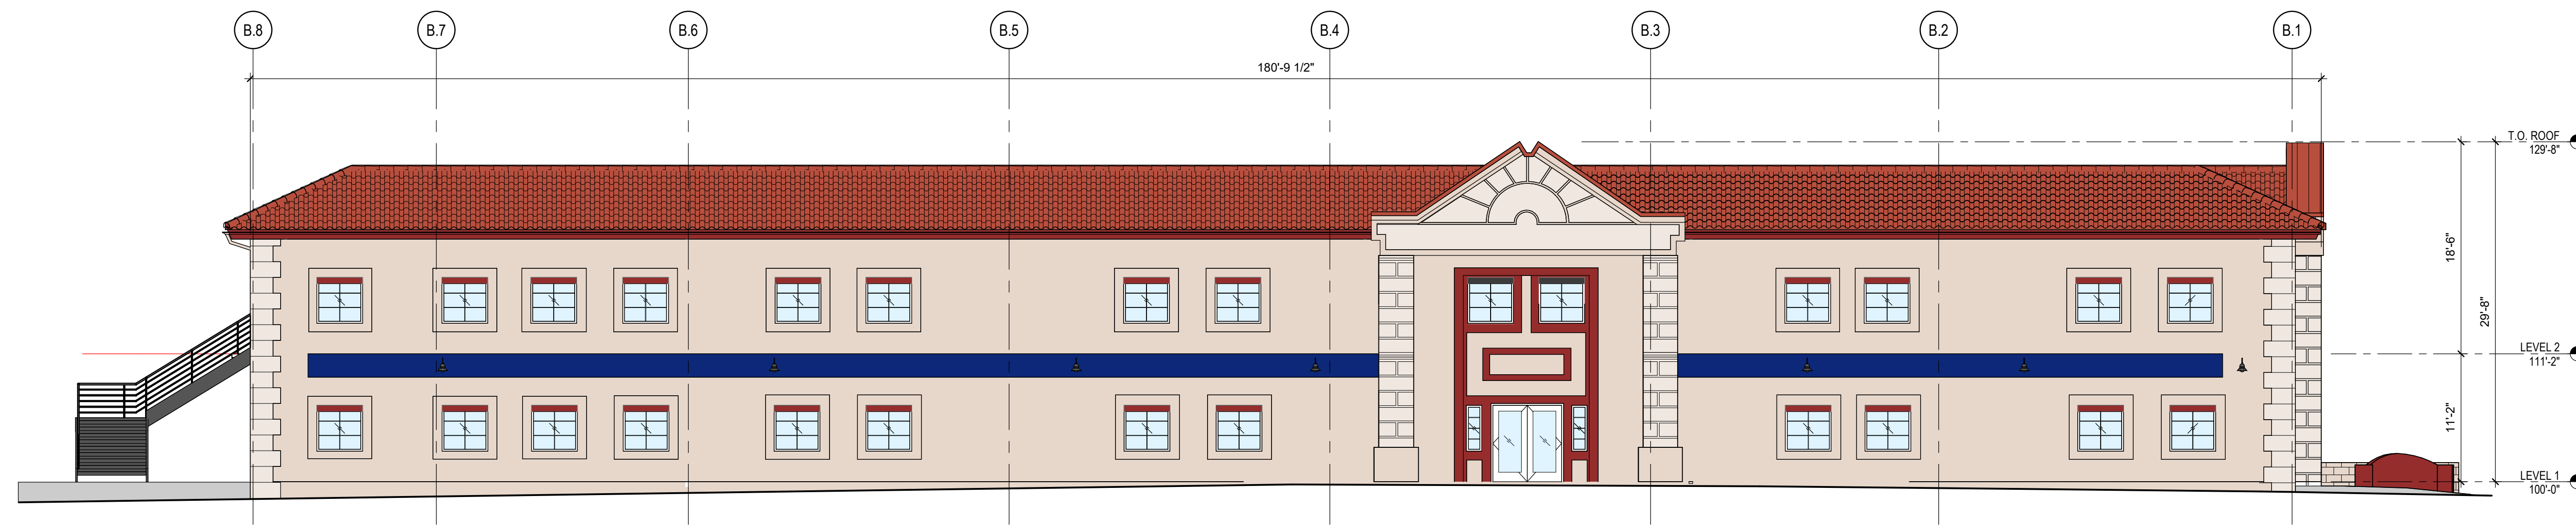 B.8 B.7 B.6 B.5 B.4 B.3 B.2 B.1
180'-9 1/2"
T.O. ROOF
129'-8"
18'-6"
29'-8"
LEVEL 2
111'-2"
11'-2"
LEVEL 1
100'-0"